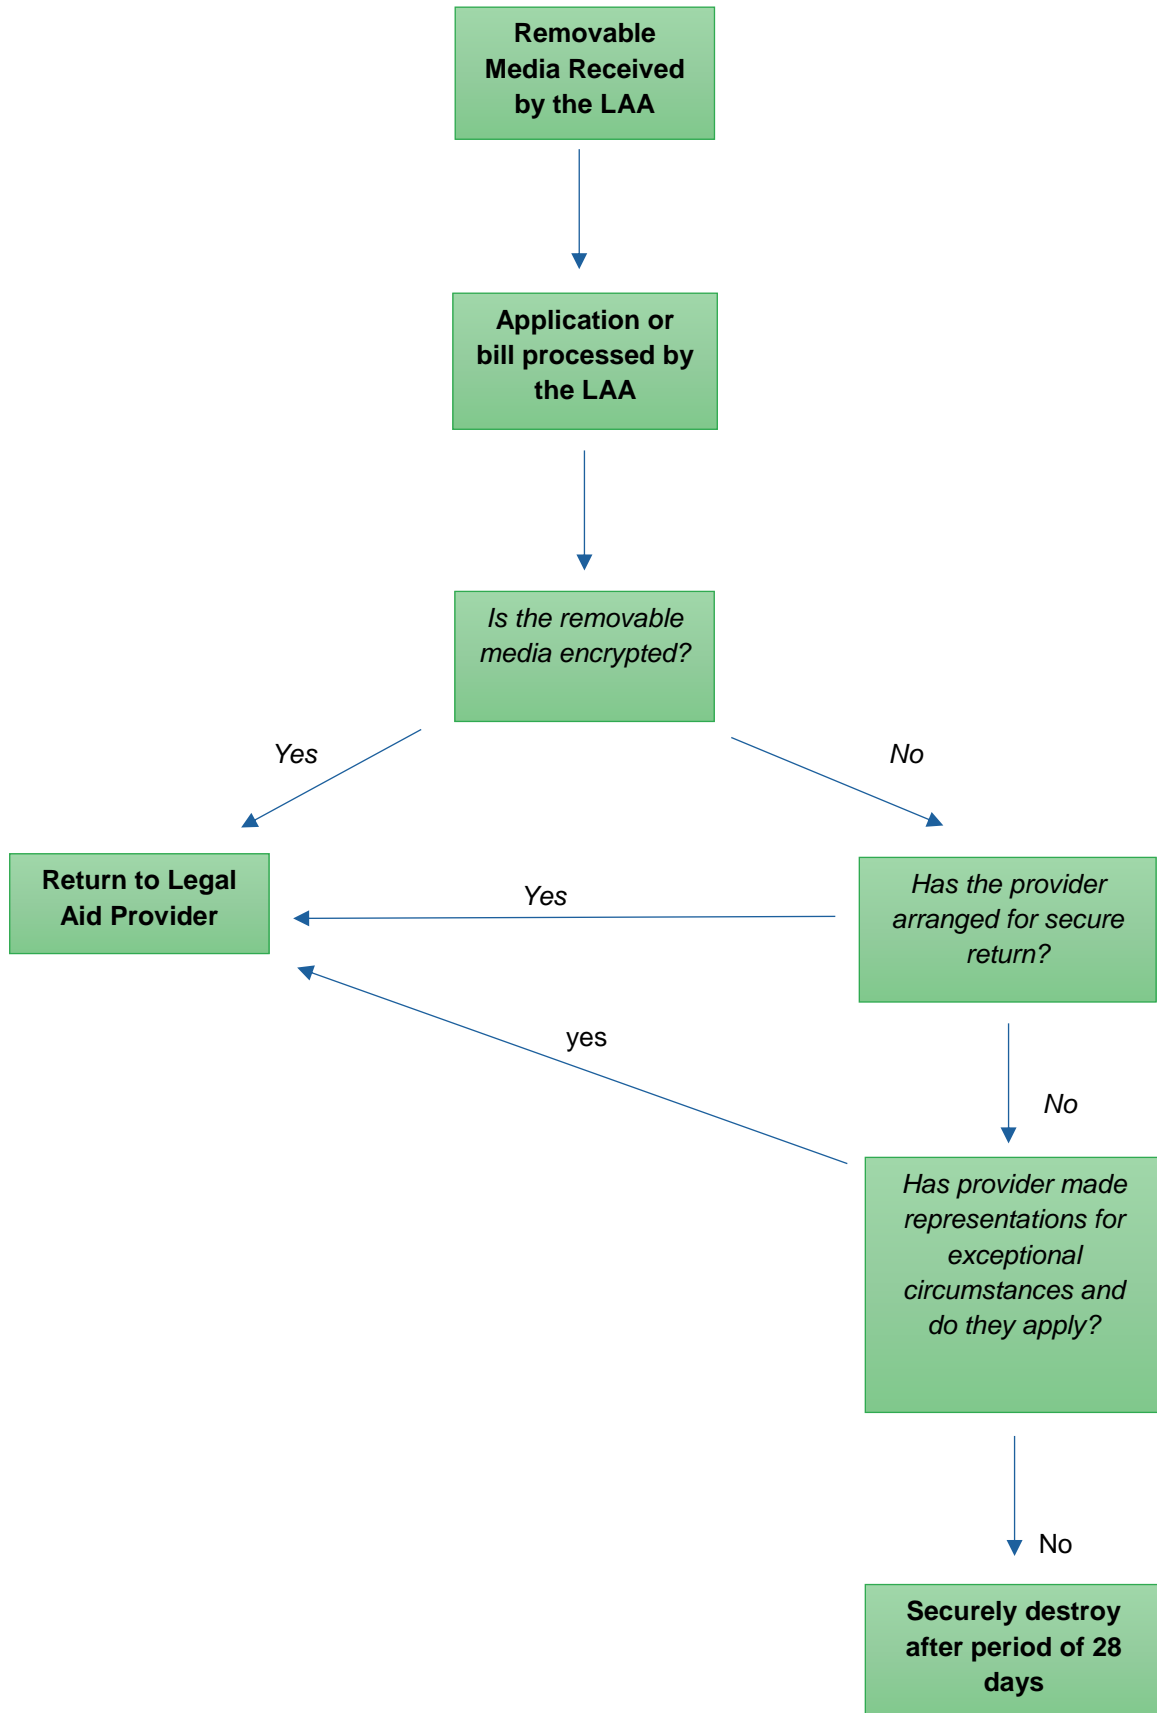 Removable
Media Received
by the LAA
Application or
bill processed by
the LAA
Is the removable
media encrypted?
Yes
No
Return to Legal
Aid Provider
Yes
Has the provider
arranged for secure
return?
yes
No
Has provider made
representations for
exceptional
circumstances and
do they apply?
No
Securely destroy
after period of 28
days